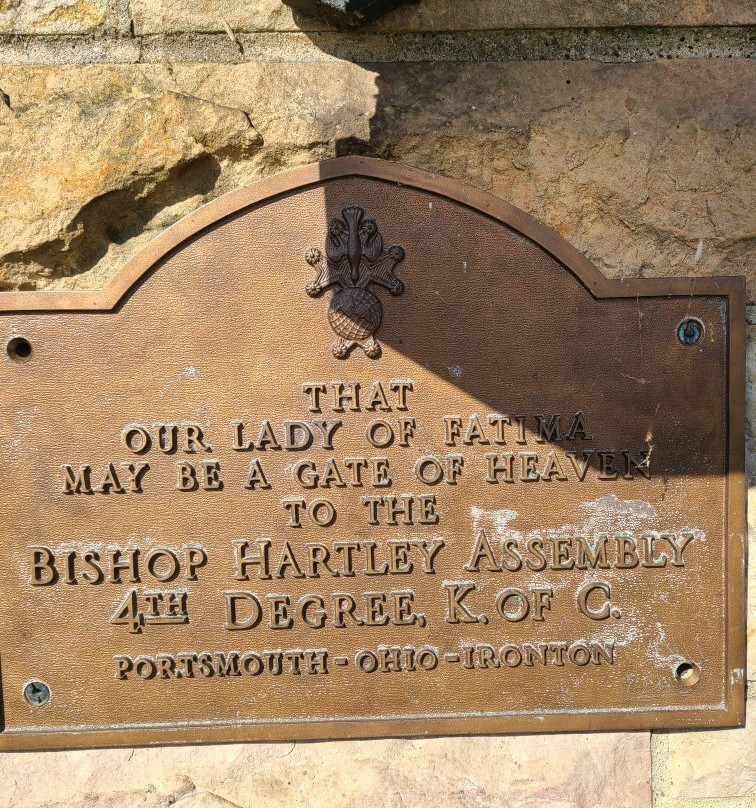 THAT
OUR LADY OF FATIMA
MAY BE A GATE OF HEAVEN
TO THE
BISHOP HARTLEY ASSEMBLY
4TH DEGREE, K. OF C.
PORTSMOUTH-OHIO-IRONTON